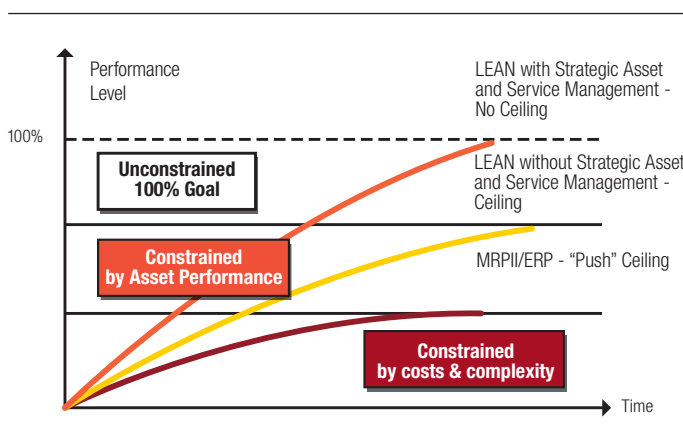 Performance
Level
LEAN with Strategic Asset
and Service Management -
No Ceiling
100%
Unconstrained
100% Goal
LEAN without Strategic Asset
and Service Management -
Ceiling
Constrained
by Asset Performance
MRPII/ERP - “Push” Ceiling
Constrained
by costs & complexity
Time